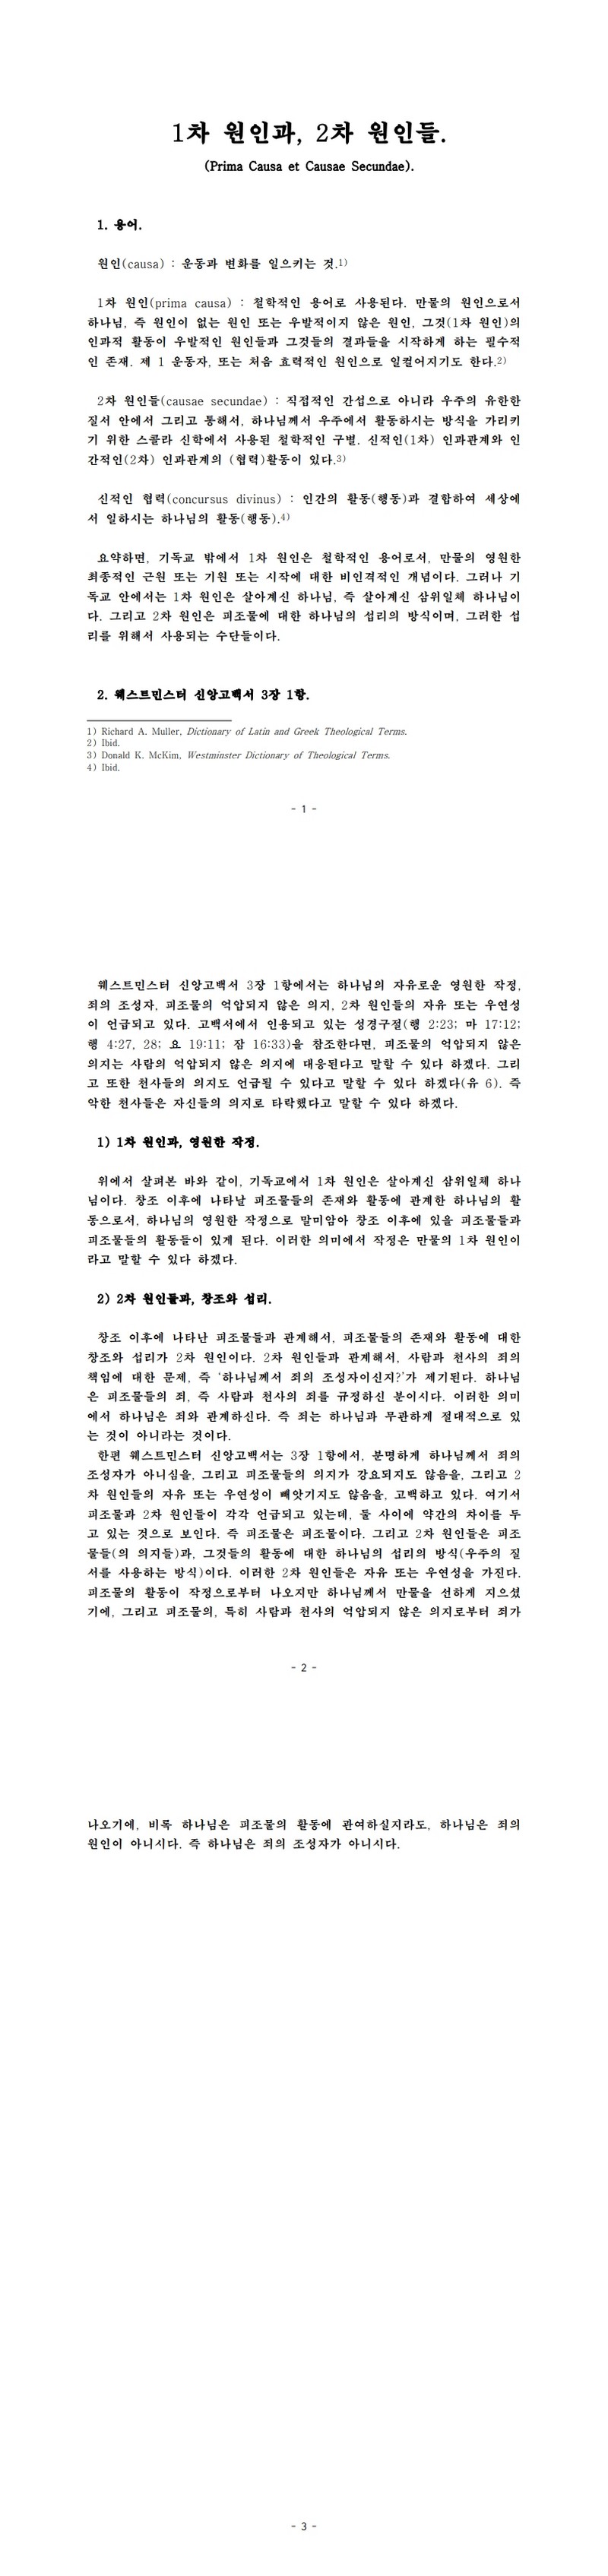 1차 원인과, 2차 원인들.
(Prima Causa et Causae Secundae).
1. 용어.
원인(causa) : 운동과 변화를 일으키는 것.1)
1차 원인(prima causa) : 철학적인 용어로 사용된다. 만물의 원인으로서
하나님, 즉 원인이 없는 원인 또는 우발적이지 않은 원인, 그것(1차 원인)의
인과적 활동이 우발적인 원인들과 그것들의 결과들을 시작하게 하는 필수적
인 존재. 제 1 운동자, 또는 처음 효력적인 원인으로 일컬어지기도 한다.2)
2차 원인들(causae secundae) : 직접적인 간섭으로 아니라 우주의 유한한
질서 안에서 그리고 통해서, 하나님께서 우주에서 활동하시는 방식을 가리키
기 위한 스콜라 신학에서 사용된 철학적인 구별. 신적인(1차) 인과관계와 인
간적인(2차) 인과관계의 (협력)활동이 있다.3)
신적인 협력(concursus divinus) : 인간의 활동(행동)과 결합하여 세상에
서 일하시는 하나님의 활동(행동).4)
요약하면, 기독교 밖에서 1차 원인은 철학적인 용어로서, 만물의 영원한
최종적인 근원 또는 기원 또는 시작에 대한 비인격적인 개념이다. 그러나 기
독교 안에서는 1차 원인은 살아계신 하나님, 즉 살아계신 삼위일체 하나님이
다. 그리고 2차 원인은 피조물에 대한 하나님의 섭리의 방식이며, 그러한 섭
리를 위해서 사용되는 수단들이다.
2. 웨스트민스터 신앙고백서 3장 1항.
1) Richard A. Muller, Dictionary of Latin and Greek Theological Terms.
2) Ibid.
3) Donald K. McKim, Westminster Dictionary of Theological Terms.
4) Ibid.
- 1 -
웨스트민스터 신앙고백서 3장 1항에서는 하나님의 자유로운 영원한 작정,
죄의 조성자, 피조물의 억압되지 않은 의지, 2차 원인들의 자유 또는 우연성
이 언급되고 있다. 고백서에서 인용되고 있는 성경구절(행 2:23; 마 17:12;
행 4:27, 28; 요 19:11; 잠 16:33)을 참조한다면, 피조물의 억압되지 않은
의지는 사람의 억압되지 않은 의지에 대응된다고 말할 수 있다 하겠다. 그리
고 또한 천사들의 의지도 언급될 수 있다고 말할 수 있다 하겠다(유 6). 즉
악한 천사들은 자신들의 의지로 타락했다고 말할 수 있다 하겠다.
1) 1차 원인과, 영원한 작정.
위에서 살펴본 바와 같이, 기독교에서 1차 원인은 살아계신 삼위일체 하나
님이다. 창조 이후에 나타날 피조물들의 존재와 활동에 관계한 하나님의 활
동으로서, 하나님의 영원한 작정으로 말미암아 창조 이후에 있을 피조물들과
피조물들의 활동들이 있게 된다. 이러한 의미에서 작정은 만물의 1차 원인이
라고 말할 수 있다 하겠다.
2) 2차 원인들과, 창조와 섭리.
창조 이후에 나타난 피조물들과 관계해서, 피조물들의 존재와 활동에 대한
창조와 섭리가 2차 원인이다. 2차 원인들과 관계해서, 사람과 천사의 죄의
책임에 대한 문제, 즉 '하나님께서 죄의 조성자이신지?'가 제기된다. 하나님
은 피조물들의 죄, 즉 사람과 천사의 죄를 규정하신 분이시다. 이러한 의미
에서 하나님은 죄와 관계하신다. 즉 죄는 하나님과 무관하게 절대적으로 있
는 것이 아니라는 것이다.
한편 웨스트민스터 신앙고백서는 3장 1항에서, 분명하게 하나님께서 죄의
조성자가 아니심을, 그리고 피조물들의 의지가 강요되지도 않음을, 그리고 2
차 원인들의 자유 또는 우연성이 빼앗기지도 않음을, 고백하고 있다. 여기서
피조물과 2차 원인들이 각각 언급되고 있는데, 둘 사이에 약간의 차이를 두
고 있는 것으로 보인다. 즉 피조물은 피조물이다. 그리고 2차 원인들은 피조
물들(의 의지들)과, 그것들의 활동에 대한 하나님의 섭리의 방식(우주의 질
서를 사용하는 방식)이다. 이러한 2차 원인들은 자유 또는 우연성을 가진다.
피조물의 활동이 작정으로부터 나오지만 하나님께서 만물을 선하게 지으셨
기에, 그리고 피조물의, 특히 사람과 천사의 억압되지 않은 의지로부터 죄가
- 2 -
나오기에, 비록 하나님은 피조물의 활동에 관여하실지라도, 하나님은 죄의
원인이 아니시다. 즉 하나님은 죄의 조성자가 아니시다.
- 3 -